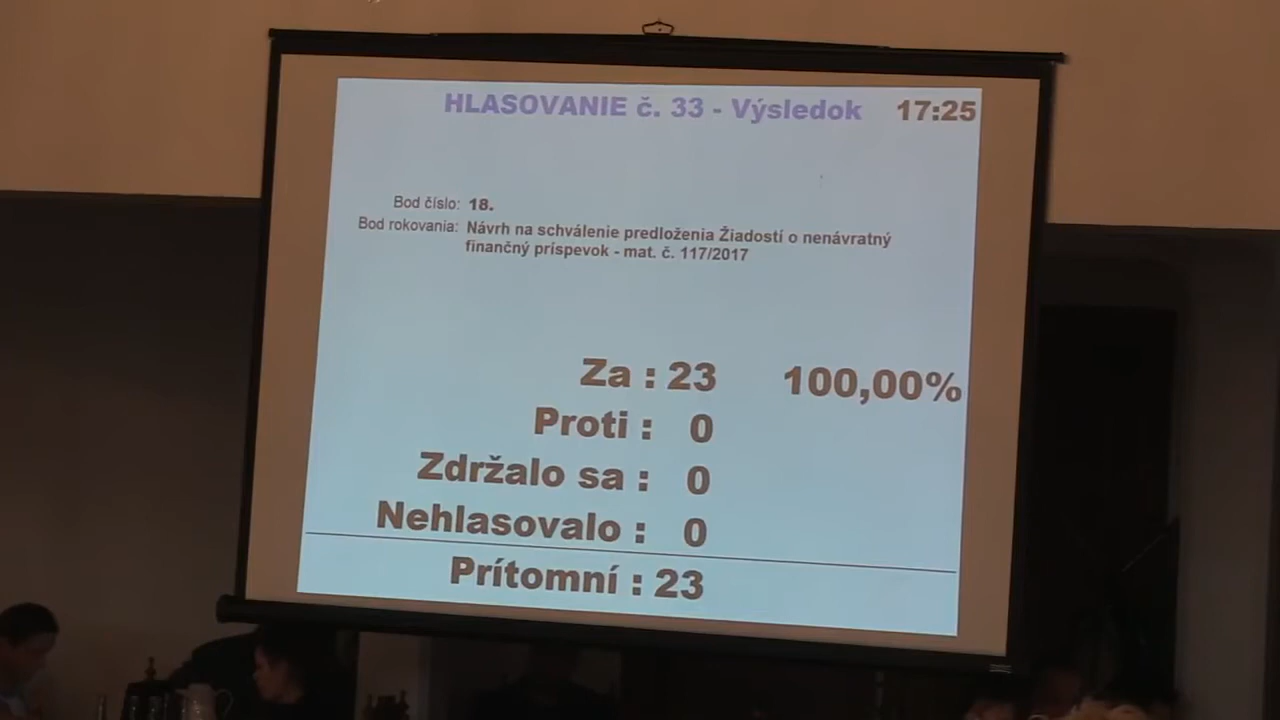 HLASOVANIE č. 33 - Výsledok 17:25
Bod číslo: 18.
Bod rokovania: Návrh na schválenie predloženia Žiadostí o nenávratný
finančný príspevok - mat. č. 117/2017
Za : 23 100,00%
Proti : 0
Zdržalo sa : 0
Nehlasovalo : 0
Prítomní : 23